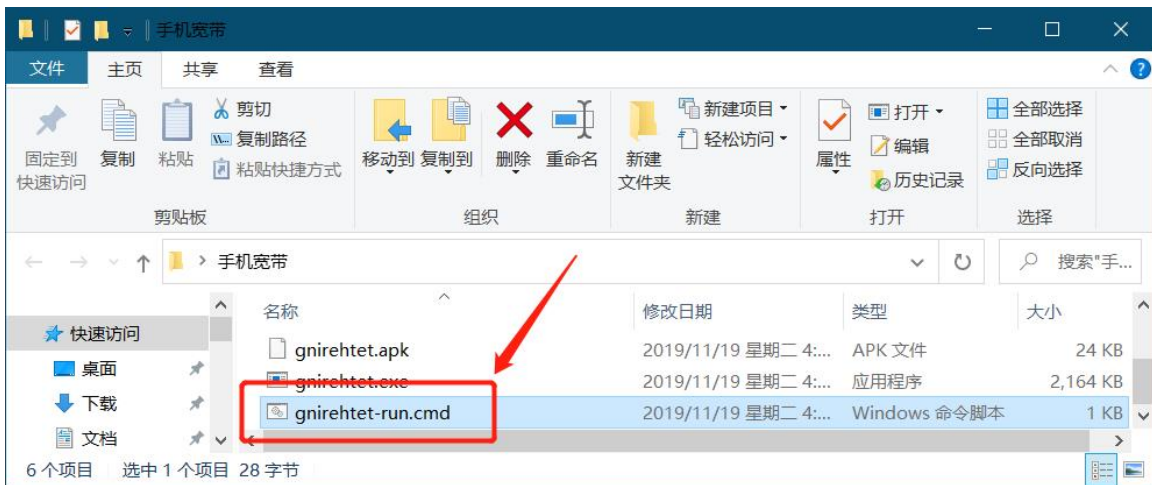 手机宽带
文件 主页 共享 查看
固定到快速访问
复制
粘贴
剪切
复制路径
粘贴快捷方式
剪贴板
移动到
复制到
删除
重命名
组织
新建文件夹
新建项目
轻松访问
新建
属性
打开
编辑
历史记录
打开
全部选择
全部取消
反向选择
选择
手机宽带
搜索"手...
快速访问
桌面
下载
文档
名称 修改日期 类型 大小
gnirehtet.apk 2019/11/19 星期二 4:... APK 文件 24 KB
gnirehtet.exe 2019/11/19 星期二 4:... 应用程序 2,164 KB
gnirehtet-run.cmd 2019/11/19 星期二 4:... Windows 命令脚本 1 KB
6 个项目 选中 1 个项目 28 字节